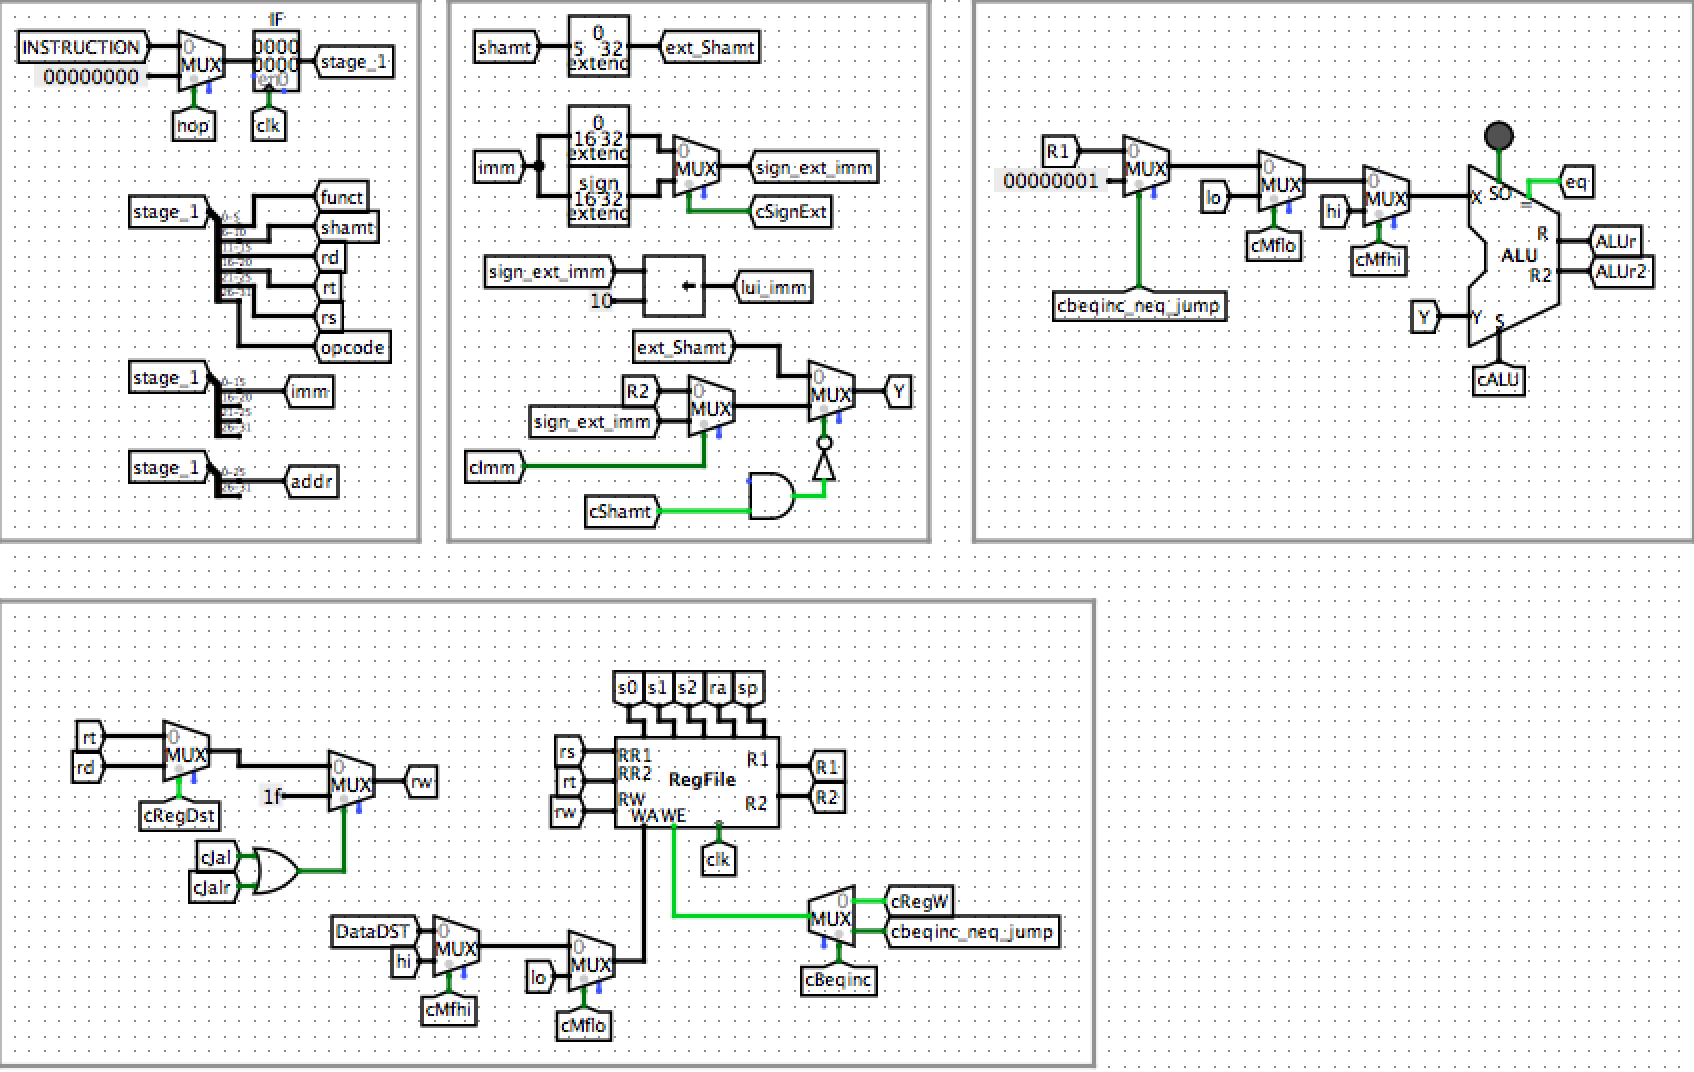 IF
INSTRUCTION
0
MUX
0000
0000
en0
stage_1
00000000
hop
clk
stage_1
0-5
6-10
11-15
16-20
21-25
26-31
funct
shamt
rd
rt
rs
opcode
stage_1
0-15
16-20
21-25
26-31
imm
stage_1
0-25
26-31
addr
shamt
0
5 32
extend
ext_Shamt
imm
0
16 32
extend
sign
16 32
extend
0
MUX
sign_ext_imm
cSignExt
sign_ext_imm
10
lui_imm
ext_Shamt
R2
0
MUX
sign_ext_imm
0
MUX
Y
cImm
cShamt
R1
0
MUX
00000001
lo
0
MUX
hi
0
MUX
cMflo
cMfhi
cbeqinc_neq_jump
X
SO
=
eq
R
ALU
R2
ALUr
ALUr2
Y
Y
S
cALU
rt
rd
0
MUX
cRegDst
1f
0
MUX
rw
cJal
cJalr
s0 s1 s2 ra sp
rs
rt
rw
RR1
RR2
RW
RegFile
R1
R2
WA WE
R1
R2
clk
DataDST
hi
0
MUX
cMfhi
lo
0
MUX
cMflo
0
MUX
cRegW
cbeqinc_neq_jump
cBeqinc